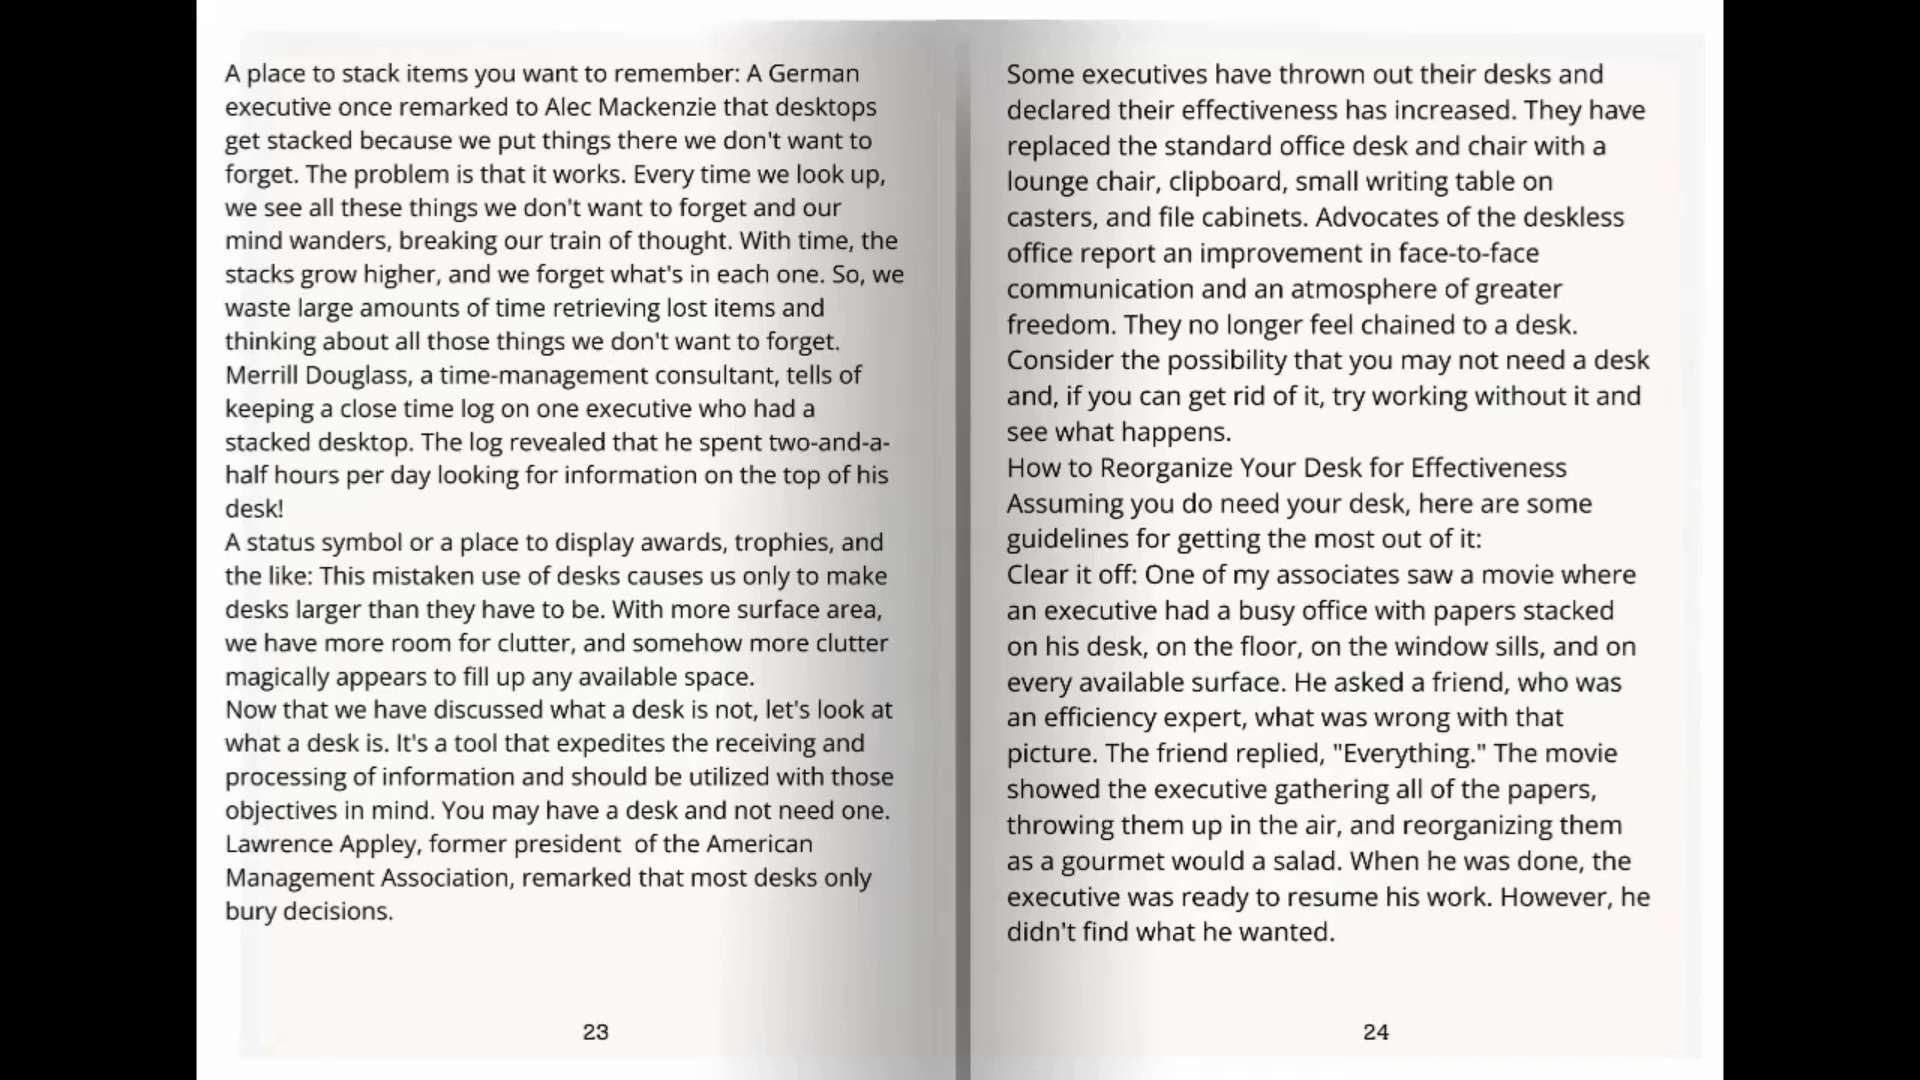 A place to stack items you want to remember: A German
executive once remarked to Alec Mackenzie that desktops
get stacked because we put things there we don't want to
forget. The problem is that it works. Every time we look up,
we see all these things we don't want to forget and our
mind wanders, breaking our train of thought. With time, the
stacks grow higher, and we forget what's in each one. So, we
waste large amounts of time retrieving lost items and
thinking about all those things we don't want to forget.
Merrill Douglass, a time-management consultant, tells of
keeping a close time log on one executive who had a
stacked desktop. The log revealed that he spent two-and-a-
half hours per day looking for information on the top of his
desk!
A status symbol or a place to display awards, trophies, and
the like: This mistaken use of desks causes us only to make
desks larger than they have to be. With more surface area,
we have more room for clutter, and somehow more clutter
magically appears to fill up any available space.
Now that we have discussed what a desk is not, let's look at
what a desk is. It's a tool that expedites the receiving and
processing of information and should be utilized with those
objectives in mind. You may have a desk and not need one.
Lawrence Appley, former president  of the American
Management Association, remarked that most desks only
bury decisions.
23
Some executives have thrown out their desks and
declared their effectiveness has increased. They have
replaced the standard office desk and chair with a
lounge chair, clipboard, small writing table on
casters, and file cabinets. Advocates of the deskless
office report an improvement in face-to-face
communication and an atmosphere of greater
freedom. They no longer feel chained to a desk.
Consider the possibility that you may not need a desk
and, if you can get rid of it, try working without it and
see what happens.
How to Reorganize Your Desk for Effectiveness
Assuming you do need your desk, here are some
guidelines for getting the most out of it:
Clear it off: One of my associates saw a movie where
an executive had a busy office with papers stacked
on his desk, on the floor, on the window sills, and on
every available surface. He asked a friend, who was
an efficiency expert, what was wrong with that
picture. The friend replied, "Everything." The movie
showed the executive gathering all of the papers,
throwing them up in the air, and reorganizing them
as a gourmet would a salad. When he was done, the
executive was ready to resume his work. However, he
didn't find what he wanted.
24